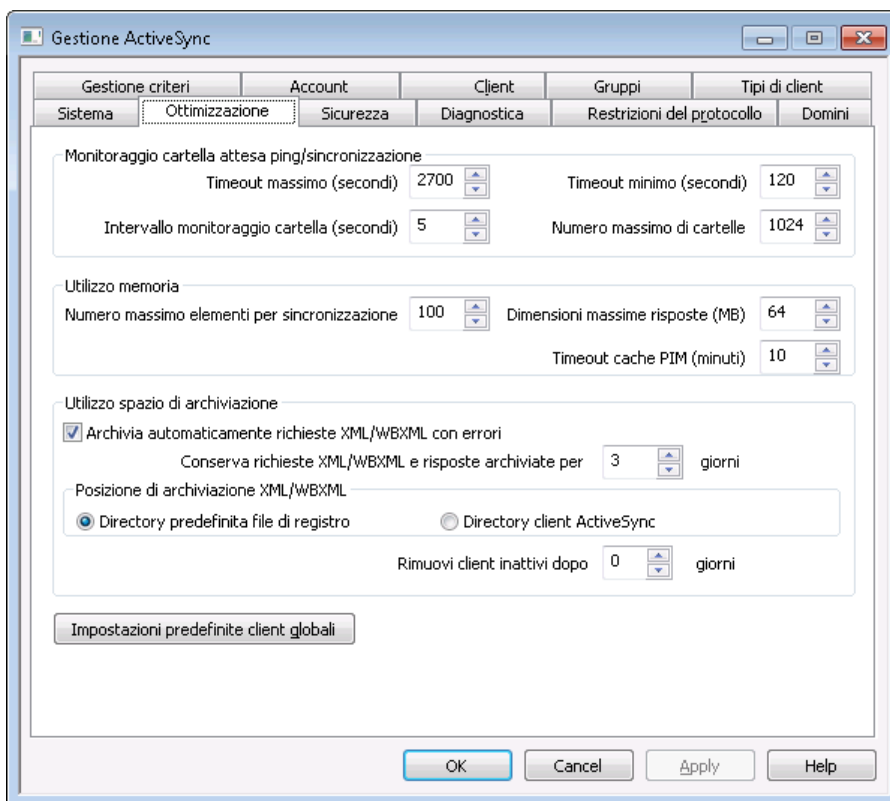 Gestione ActiveSync
Gestione criteri Account Client Gruppi Tipi di client
Sistema Ottimizzazione Sicurezza Diagnostica Restrizioni del protocollo Domini
Monitoraggio cartella attesa ping/sincronizzazione
Timeout massimo (secondi) 2700 Timeout minimo (secondi) 120
Intervallo monitoraggio cartella (secondi) 5 Numero massimo di cartelle 1024
Utilizzo memoria
Numero massimo elementi per sincronizzazione 100 Dimensioni massime risposte (MB) 64
Timeout cache PIM (minuti) 10
Utilizzo spazio di archiviazione
Archivia automaticamente richieste XML/WBXML con errori
Conserva richieste XML/WBXML e risposte archiviate per 3 giorni
Posizione di archiviazione XML/WBXML
Directory predefinita file di registro Directory client ActiveSync
Rimuovi client inattivi dopo 0 giorni
Impostazioni predefinite client globali
OK Cancel Apply Help